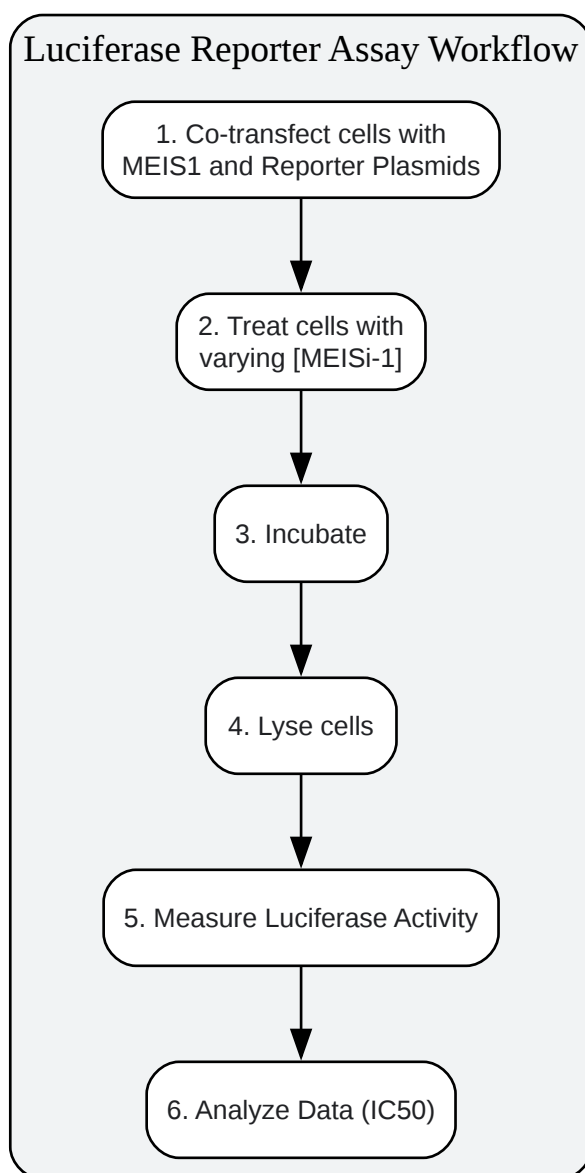 Luciferase Reporter Assay Workflow
1. Co-transfect cells with
MEIS1 and Reporter Plasmids
2. Treat cells with
varying [MEISi-1]
3. Incubate
4. Lyse cells
5. Measure Luciferase Activity
6. Analyze Data (IC50)